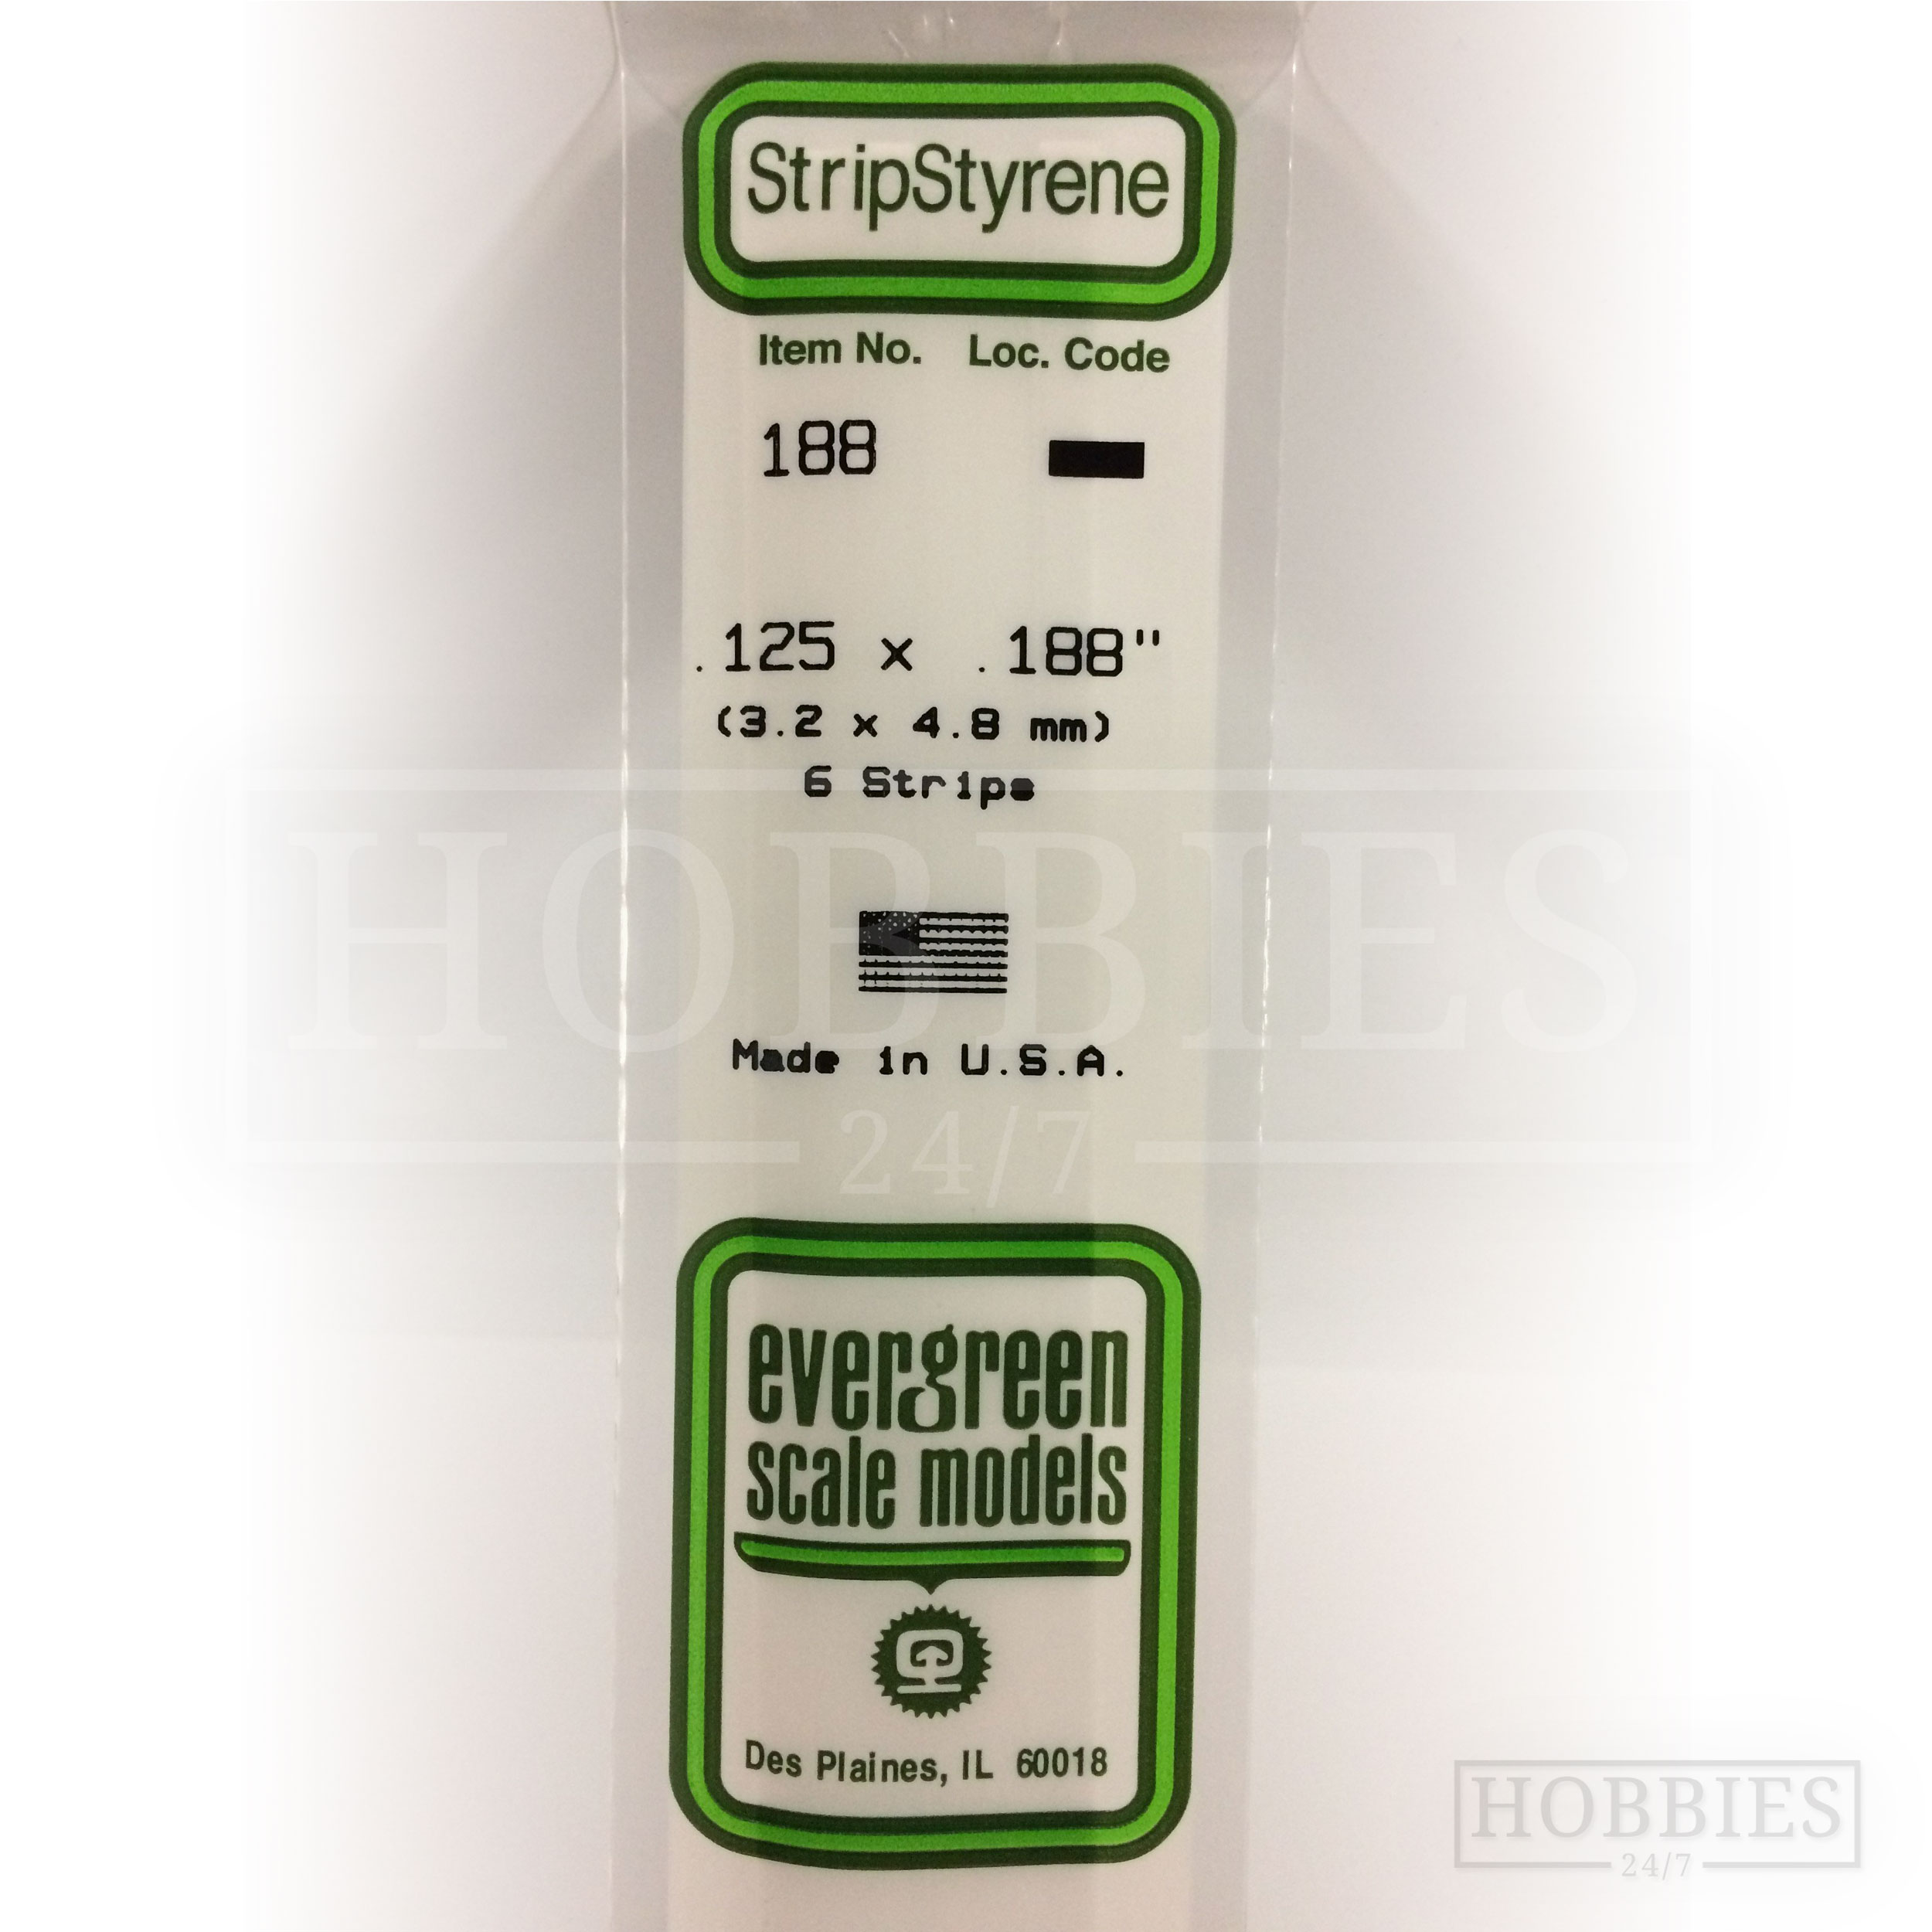 StripStyrene
Item No. Loc. Code
188
.125 x .188"
(3.2 x 4.8 mm)
6 Strips
Made in U.S.A.
HOBBIES
24/7
evergreen
scale models
Des Plaines, IL 60018
HOBBIES
24/7